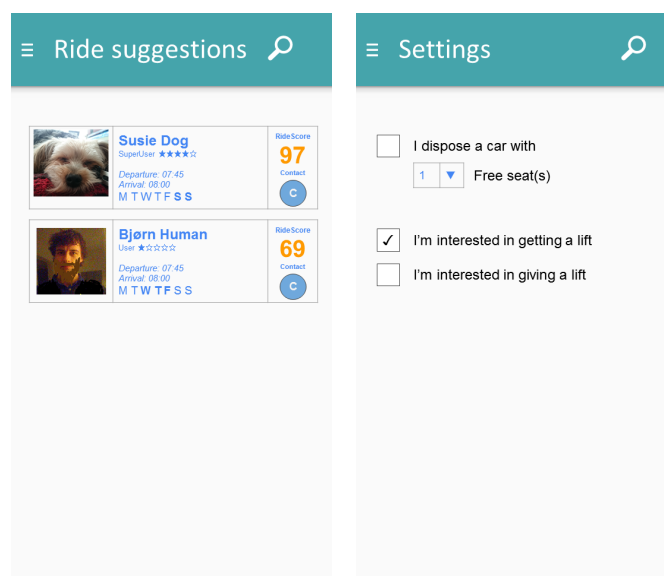 Ride suggestions
Susie Dog
SuperUser ★★★★☆
Departure: 07:45
Arrival: 08:00
M T W T F S S
RideScore
97
Contact
C
Bjørn Human
User ★☆☆☆☆
Departure: 07:45
Arrival: 08:00
M T W T F S S
RideScore
69
Contact
C
Settings
I dispose a car with
1 ▼ Free seat(s)
✓ I'm interested in getting a lift
I'm interested in giving a lift